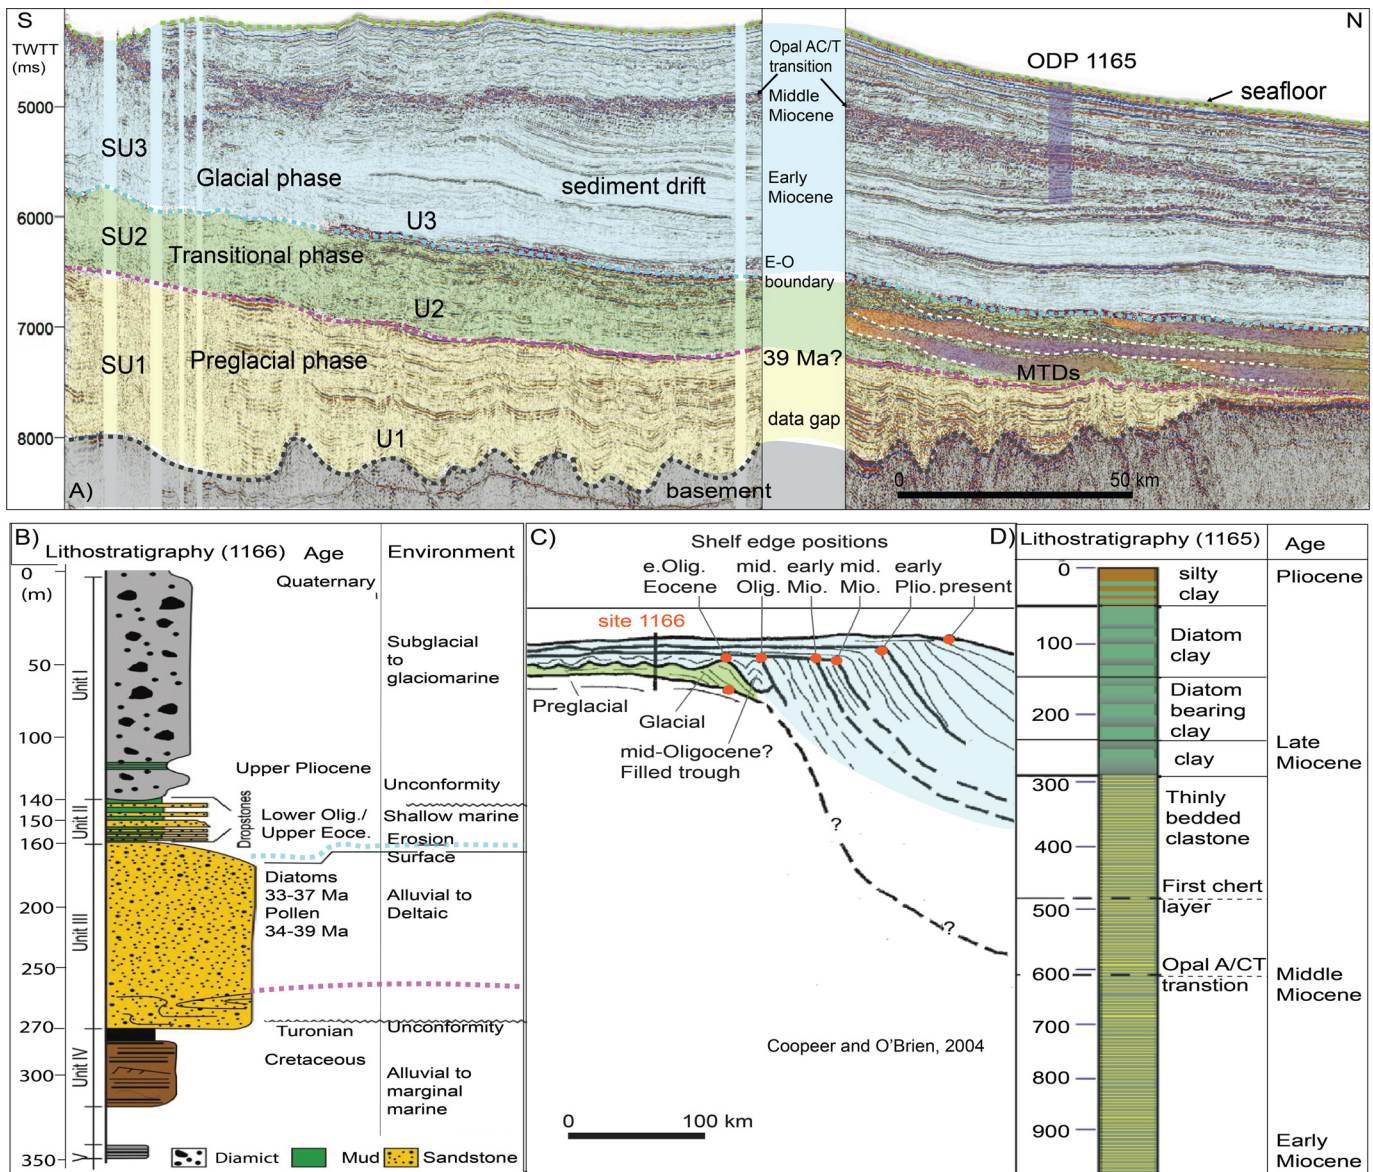 S
N
TWTT
(ms)
5000
6000
7000
8000
SU3
SU2
SU1
Glacial phase
Transitional phase
Preglacial phase
U3
U2
U1
sediment drift
basement
A)
Opal AC/T
transition
Middle
Miocene
Early
Miocene
E-O
boundary
39 Ma?
data gap
ODP 1165
seafloor
MTDs
0
50 km
B)
Lithostratigraphy (1166)
Age
Environment
0
(m)
50
100
140
150
160
200
250
270
300
350
Unit I
Unit II
Unit III
Unit IV
V
Dropstones
Quaternary
Upper Pliocene
Lower Olig./
Upper Eoce.
Diatoms
33-37 Ma
Pollen
34-39 Ma
Turonian
Cretaceous
Subglacial
to
glaciomarine
Unconformity
Shallow marine
Erosion
Surface
Alluvial to
Deltaic
Unconformity
Alluvial to
marginal
marine
Diamict
Mud
Sandstone
C)
Shelf edge positions
e.Olig.
Eocene
mid.
Olig.
early
Mio.
mid.
Mio.
early
Plio.
present
site 1166
Preglacial
Glacial
mid-Oligocene?
Filled trough
?
?
Coopeer and O'Brien, 2004
0
100 km
D)
Lithostratigraphy (1165)
Age
0
100
200
300
400
500
600
700
800
900
silty
clay
Diatom
clay
Diatom
bearing
clay
clay
Thinly
bedded
clastone
First chert
layer
Opal A/CT
transtion
Pliocene
Late
Miocene
Middle
Miocene
Early
Miocene